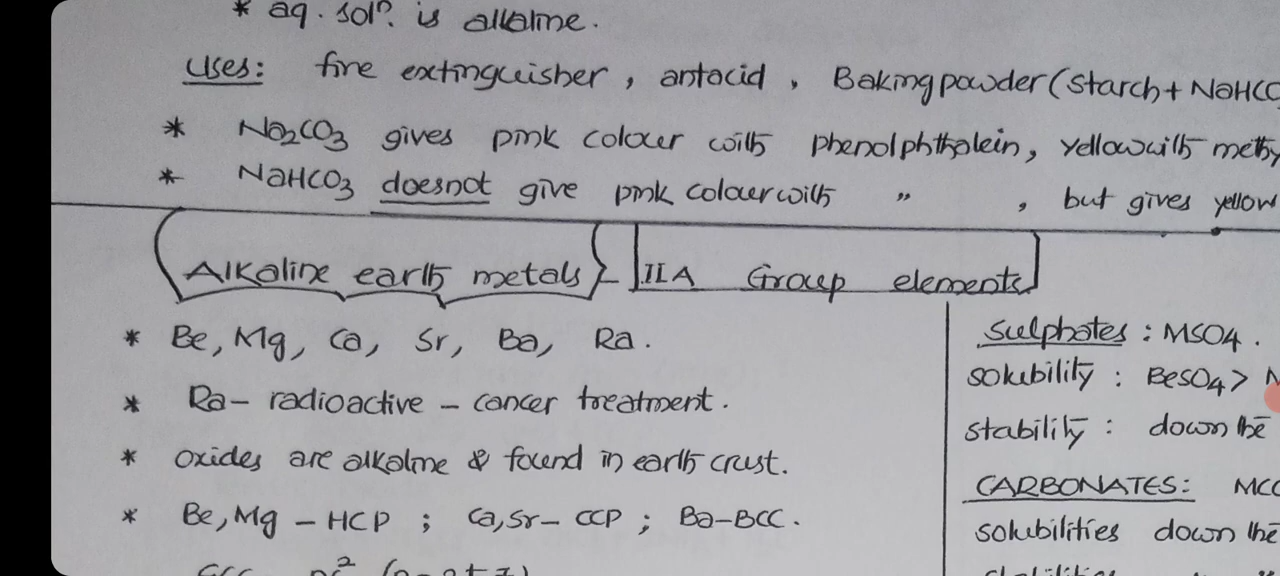 * aq. solⁿ. is alkaline.
Uses: fire extinguisher, antacid, Baking powder (starch + NaHCO
* Na₂CO₃ gives pink colour with phenolphthalein, yellow with methy
* NaHCO₃ doesnot give pink colour with ", but gives yellow
Alkaline earth metals - IIA Group elements
* Be, Mg, Ca, Sr, Ba, Ra.
* Ra - radioactive - cancer treatment.
* oxides are alkaline & found in earth crust.
* Be, Mg - HCP ; Ca, Sr - CCP ; Ba - BCC.
Sulphates : MSO₄.
solubility : BeSO₄ >
stability : down the
CARBONATES: MCO
solubilities down the